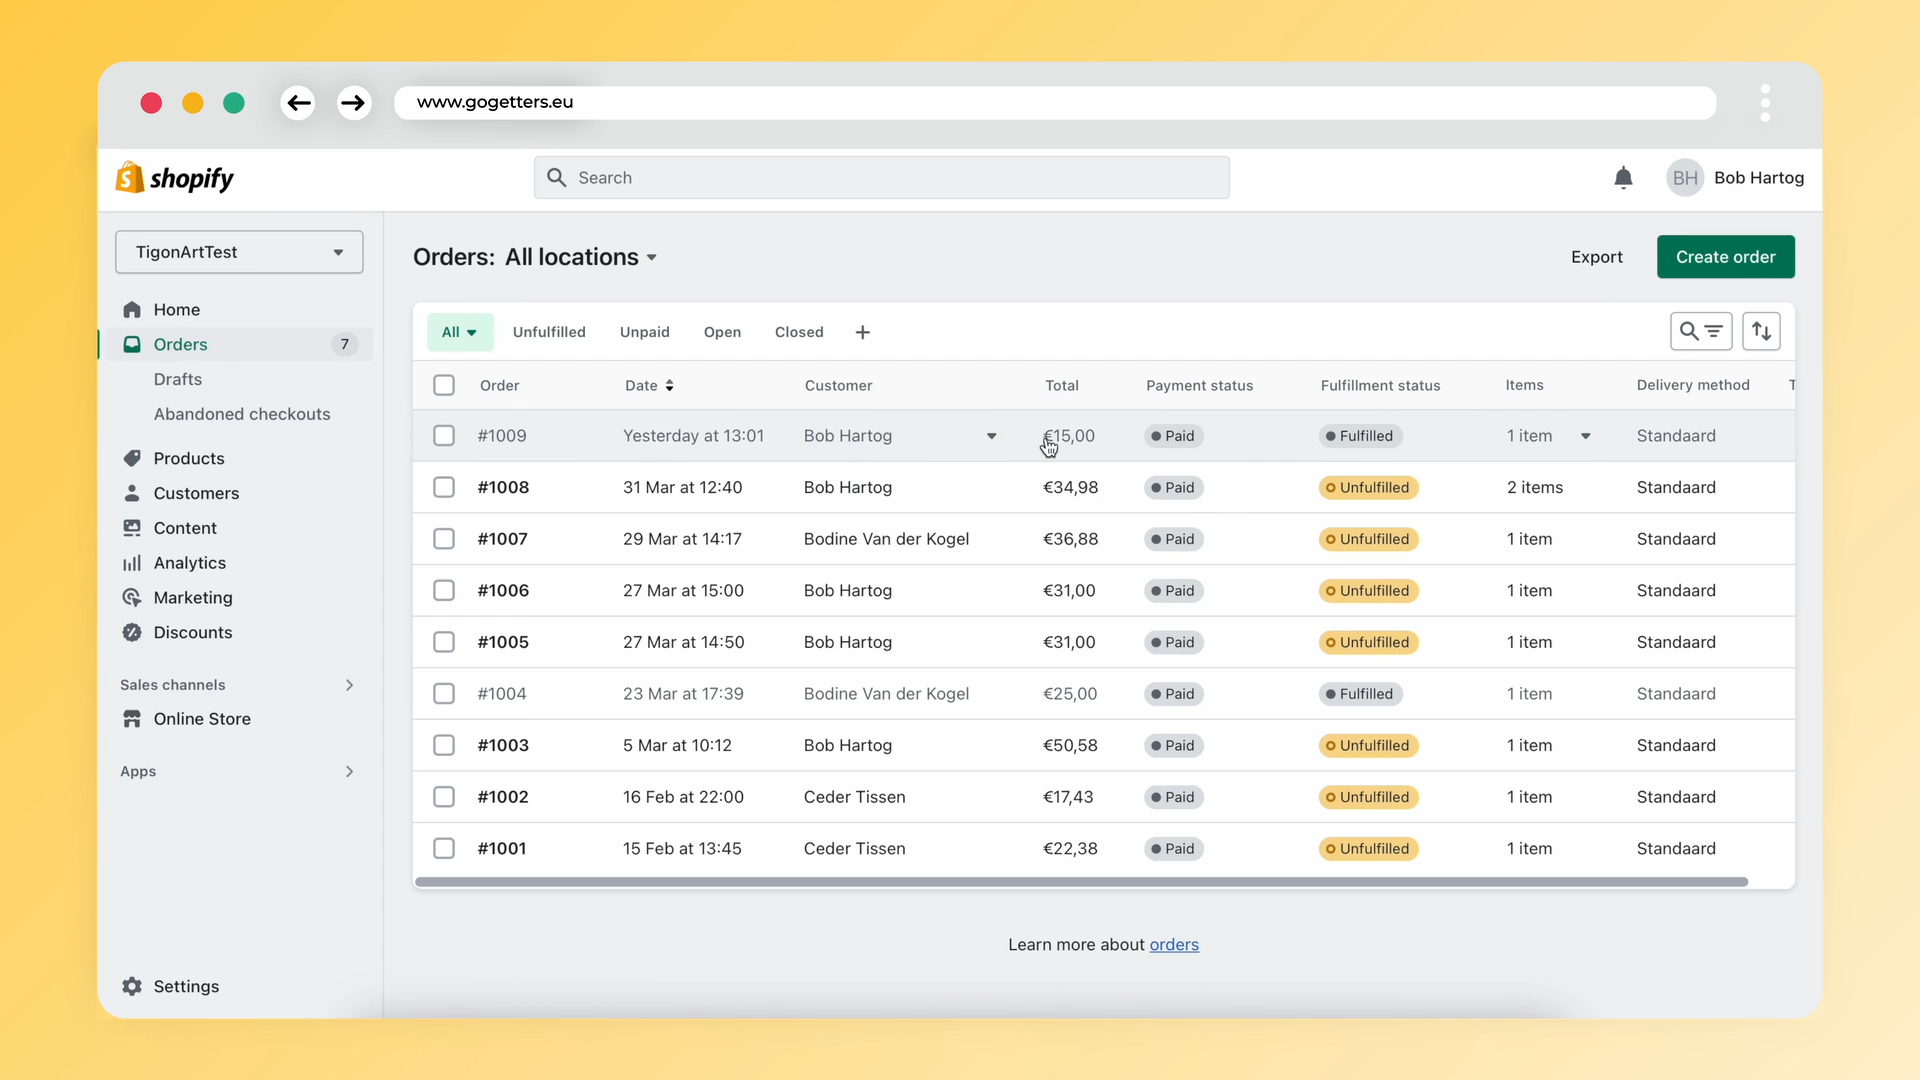 www.gogetters.eu
shopify
Search
BH Bob Hartog
TigonArtTest
Home
Orders 7
Drafts
Abandoned checkouts
Products
Customers
Content
Analytics
Marketing
Discounts
Sales channels
Online Store
Apps
Settings
Orders: All locations
Export
Create order
All Unfulfilled Unpaid Open Closed +
Order Date Customer Total Payment status Fulfillment status Items Delivery method T
#1009 Yesterday at 13:01 Bob Hartog €15,00 Paid Fulfilled 1 item Standaard
#1008 31 Mar at 12:40 Bob Hartog €34,98 Paid Unfulfilled 2 items Standaard
#1007 29 Mar at 14:17 Bodine Van der Kogel €36,88 Paid Unfulfilled 1 item Standaard
#1006 27 Mar at 15:00 Bob Hartog €31,00 Paid Unfulfilled 1 item Standaard
#1005 27 Mar at 14:50 Bob Hartog €31,00 Paid Unfulfilled 1 item Standaard
#1004 23 Mar at 17:39 Bodine Van der Kogel €25,00 Paid Fulfilled 1 item Standaard
#1003 5 Mar at 10:12 Bob Hartog €50,58 Paid Unfulfilled 1 item Standaard
#1002 16 Feb at 22:00 Ceder Tissen €17,43 Paid Unfulfilled 1 item Standaard
#1001 15 Feb at 13:45 Ceder Tissen €22,38 Paid Unfulfilled 1 item Standaard
Learn more about orders